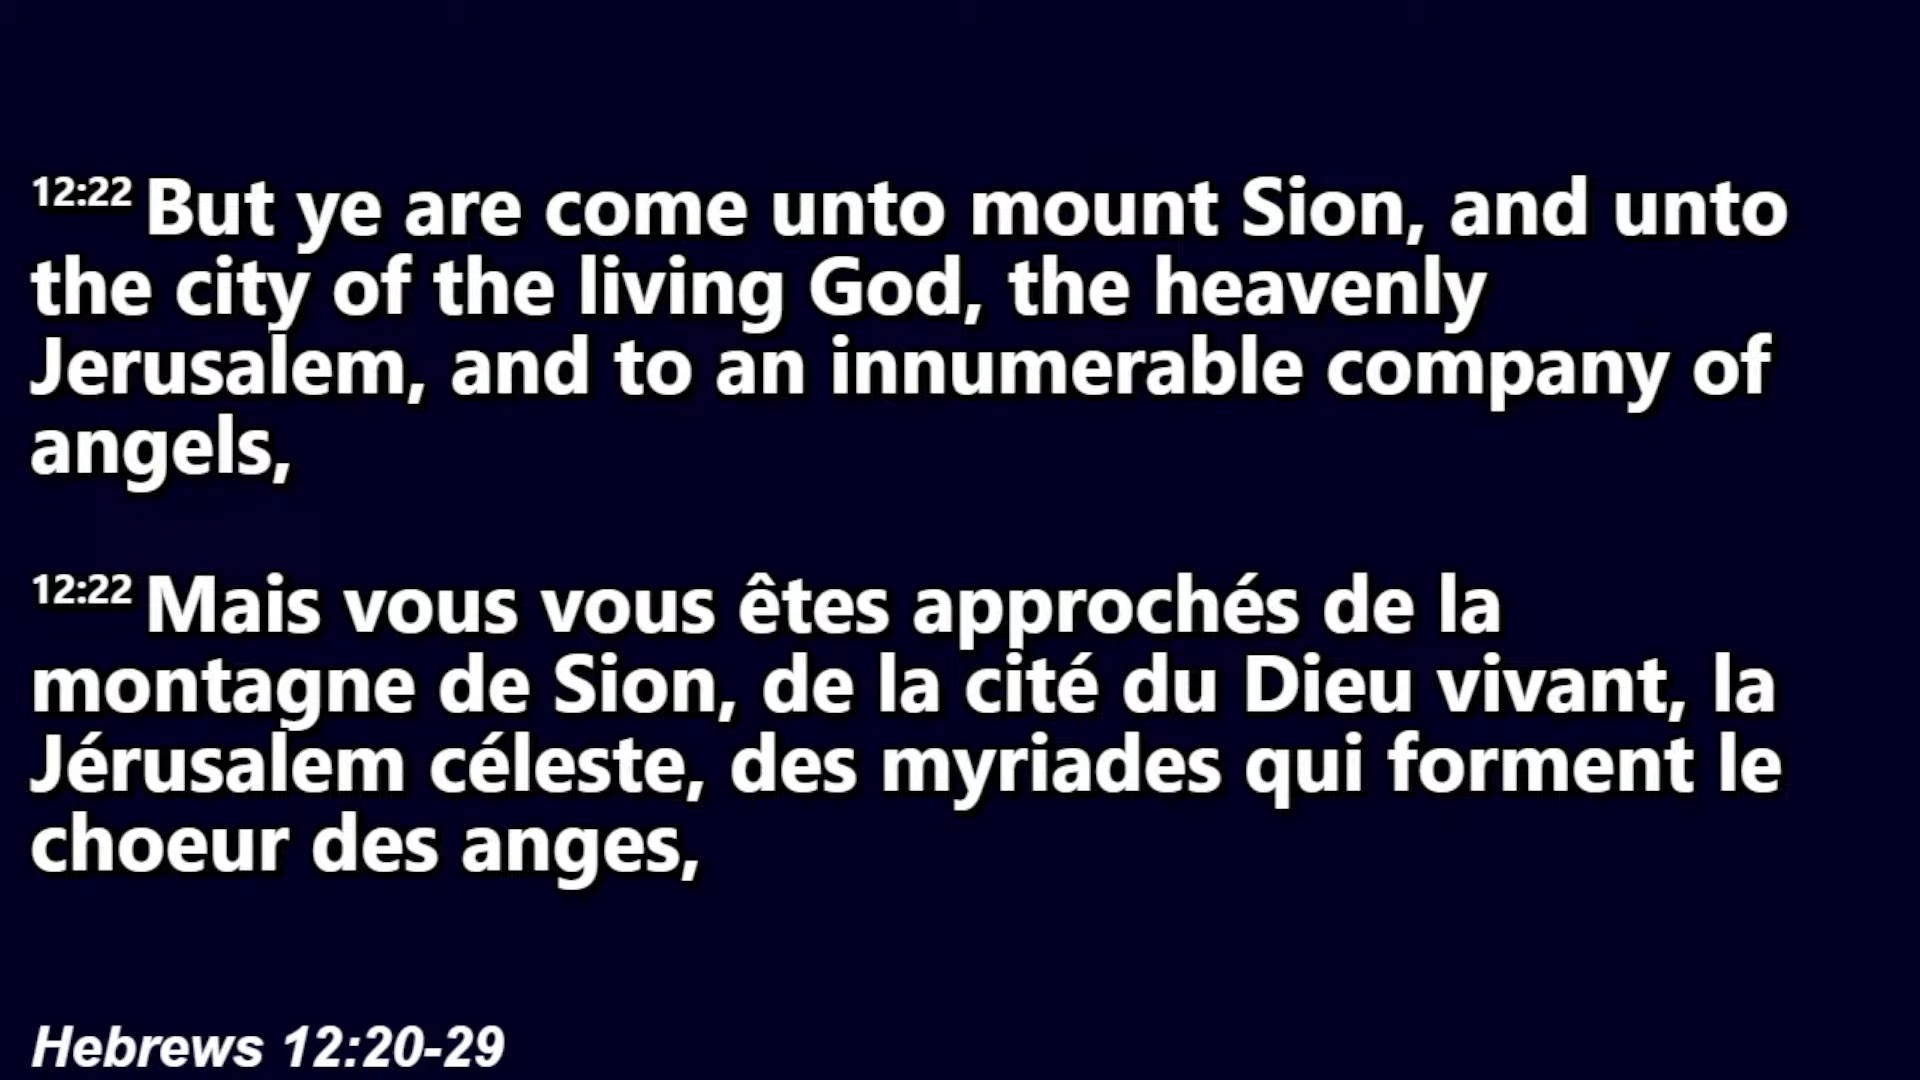 12:22 But ye are come unto mount Sion, and unto
the city of the living God, the heavenly
Jerusalem, and to an innumerable company of
angels,
12:22 Mais vous vous êtes approchés de la
montagne de Sion, de la cité du Dieu vivant, la
Jérusalem céleste, des myriades qui forment le
choeur des anges,
Hebrews 12:20-29